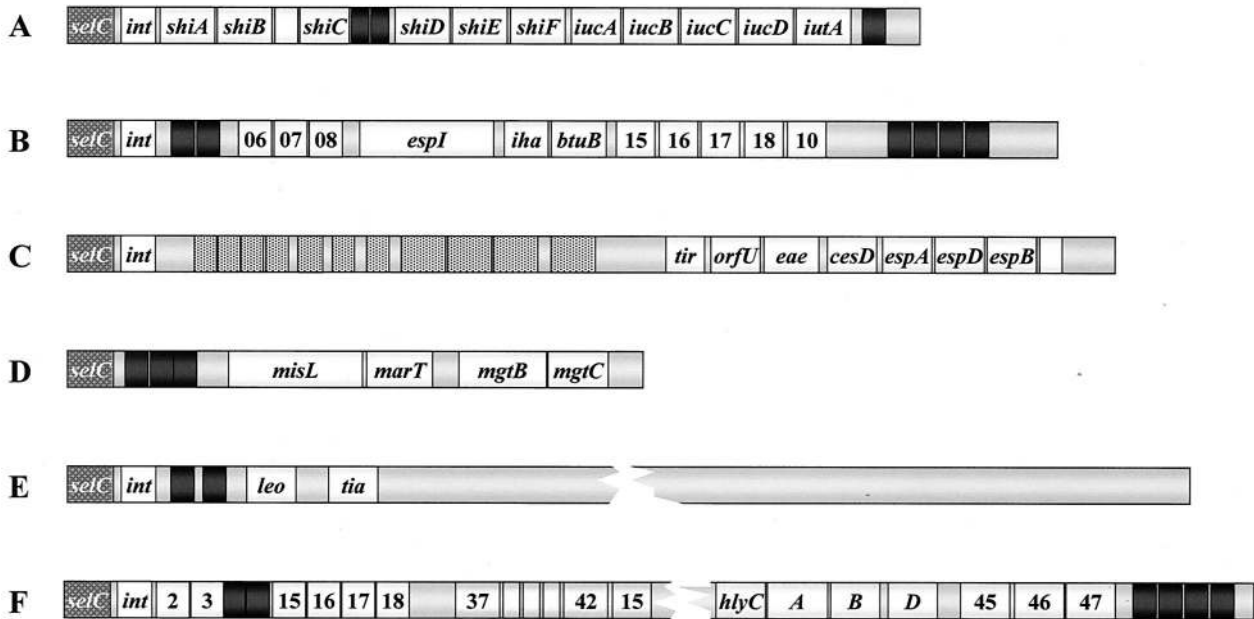 A selC int shiA shiB shiC shiD shiE shiF iucA iucB iucC iucD iutA
B selC int 06 07 08 espI iha btuB 15 16 17 18 10
C selC int tir orfU eae cesD espA espD espB
D selC misL marT mgtB mgtC
E selC int leo tia
F selC int 2 3 15 16 17 18 37 42 15 hlyC A B D 45 46 47